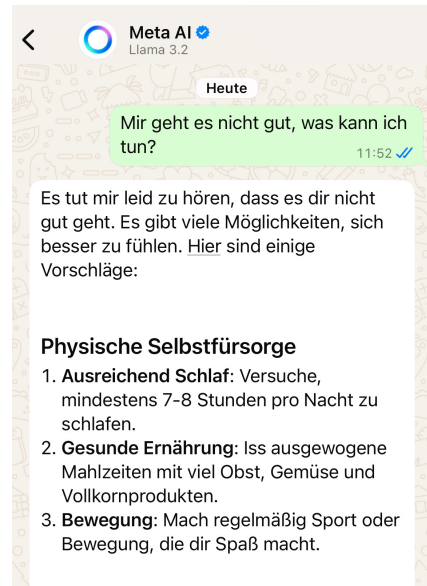 Meta AI
Llama 3.2
Heute
Mir geht es nicht gut, was kann ich
tun?
11:52
Es tut mir leid zu hören, dass es dir nicht
gut geht. Es gibt viele Möglichkeiten, sich
besser zu fühlen. Hier sind einige
Vorschläge:
Physische Selbstfürsorge
1. Ausreichend Schlaf: Versuche,
mindestens 7-8 Stunden pro Nacht zu
schlafen.
2. Gesunde Ernährung: Iss ausgewogene
Mahlzeiten mit viel Obst, Gemüse und
Vollkornprodukten.
3. Bewegung: Mach regelmäßig Sport oder
Bewegung, die dir Spaß macht.